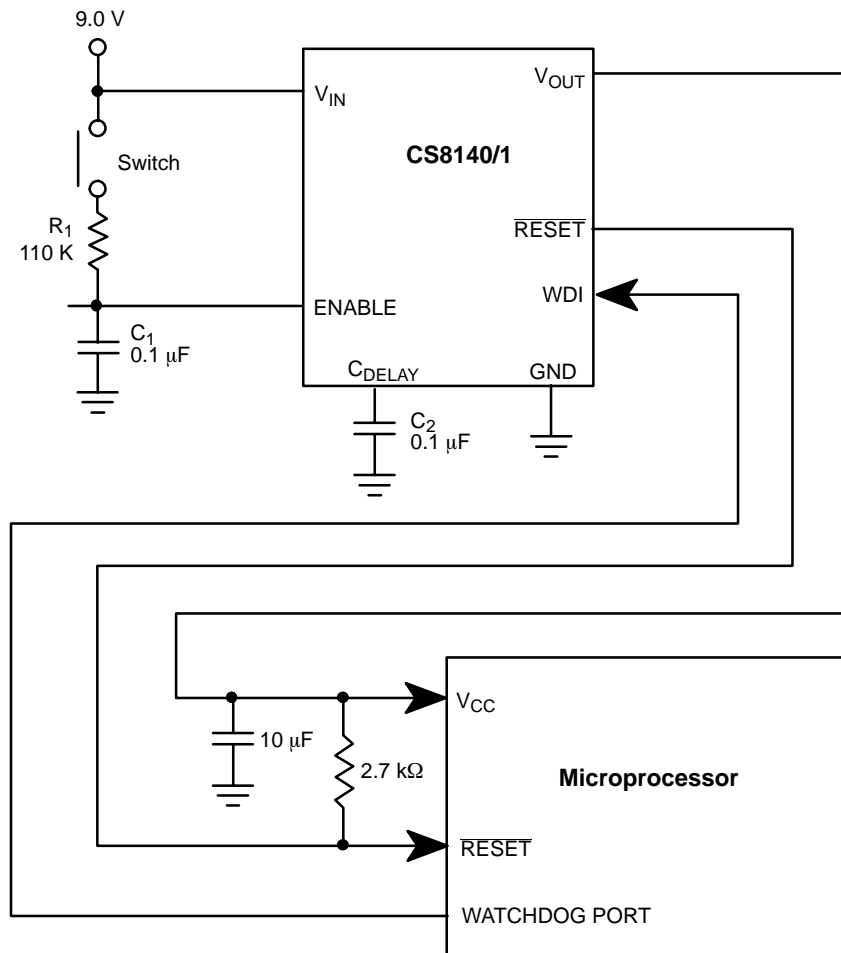 9.0 V
V_IN
V_OUT
CS8140/1
Switch
R_1
110 K
RESET
WDI
ENABLE
C_1
0.1 μF
C_DELAY
GND
C_2
0.1 μF
V_CC
10 μF
2.7 kΩ
Microprocessor
RESET
WATCHDOG PORT